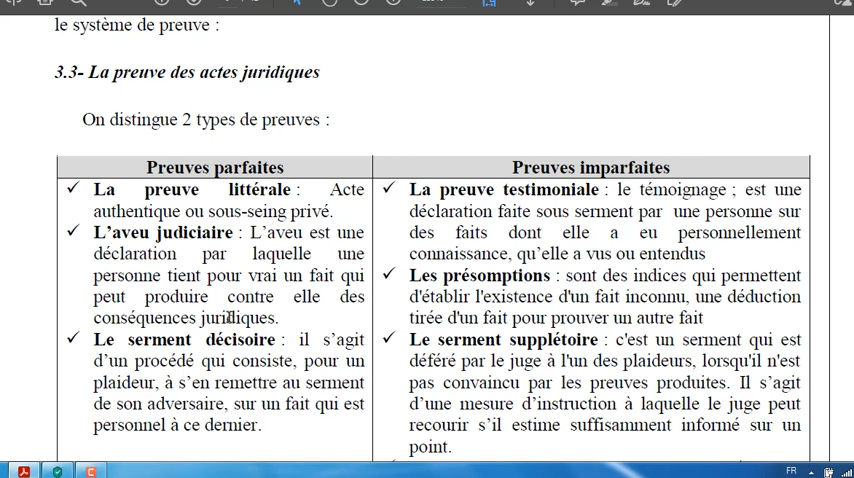 le système de preuve :
3.3- La preuve des actes juridiques
On distingue 2 types de preuves :
Preuves parfaites
✓ La preuve littérale : Acte
authentique ou sous-seing privé.
✓ L’aveu judiciaire : L’aveu est une
déclaration par laquelle une
personne tient pour vrai un fait qui
peut produire contre elle des
conséquences juridiques.
✓ Le serment décisoire : il s’agit
d’un procédé qui consiste, pour un
plaideur, à s’en remettre au serment
de son adversaire, sur un fait qui est
personnel à ce dernier.
Preuves imparfaites
✓ La preuve testimoniale : le témoignage ; est une
déclaration faite sous serment par une personne sur
des faits dont elle a eu personnellement
connaissance, qu’elle a vus ou entendus
✓ Les présomptions : sont des indices qui permettent
d'établir l'existence d'un fait inconnu, une déduction
tirée d'un fait pour prouver un autre fait
✓ Le serment supplétoire : c'est un serment qui est
déféré par le juge à l'un des plaideurs, lorsqu'il n'est
pas convaincu par les preuves produites. Il s’agit
d’une mesure d’instruction à laquelle le juge peut
recourir s’il estime suffisamment informé sur un
point.
FR